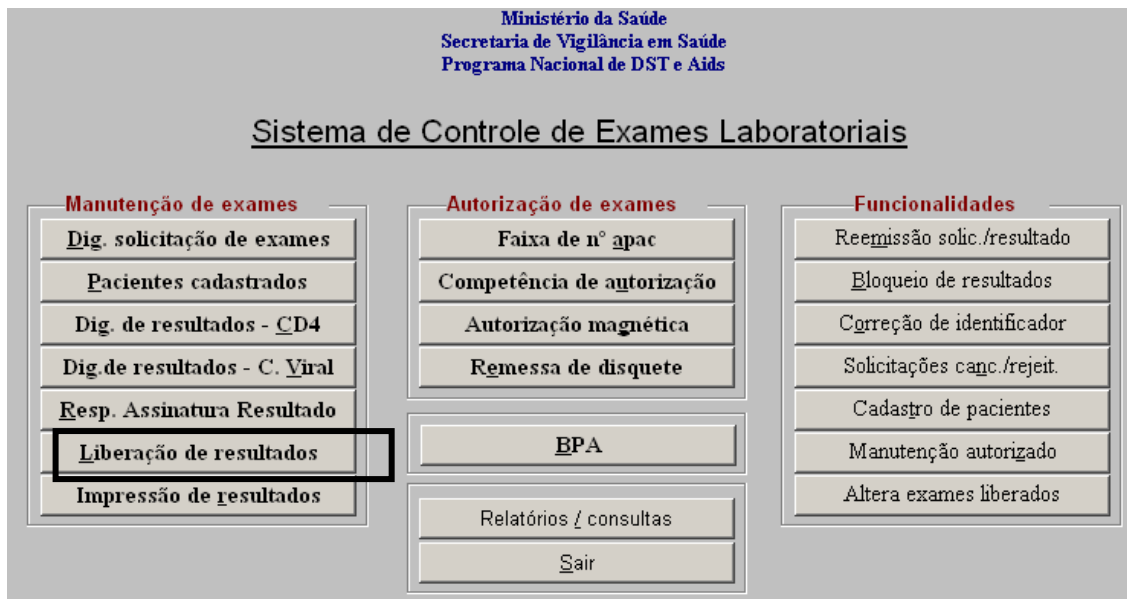 Ministério da Saúde
Secretaria de Vigilância em Saúde
Programa Nacional de DST e Aids
Sistema de Controle de Exames Laboratoriais
Manutenção de exames
Dig. solicitação de exames
Pacientes cadastrados
Dig. de resultados - CD4
Dig.de resultados - C. Viral
Resp. Assinatura Resultado
Liberação de resultados
Impressão de resultados
Autorização de exames
Faixa de n° apac
Competência de autorização
Autorização magnética
Remessa de disquete
BPA
Relatórios / consultas
Sair
Funcionalidades
Reemissão solic./resultado
Bloqueio de resultados
Correção de identificador
Solicitações canc./rejeit.
Cadastro de pacientes
Manutenção autorizado
Altera exames liberados